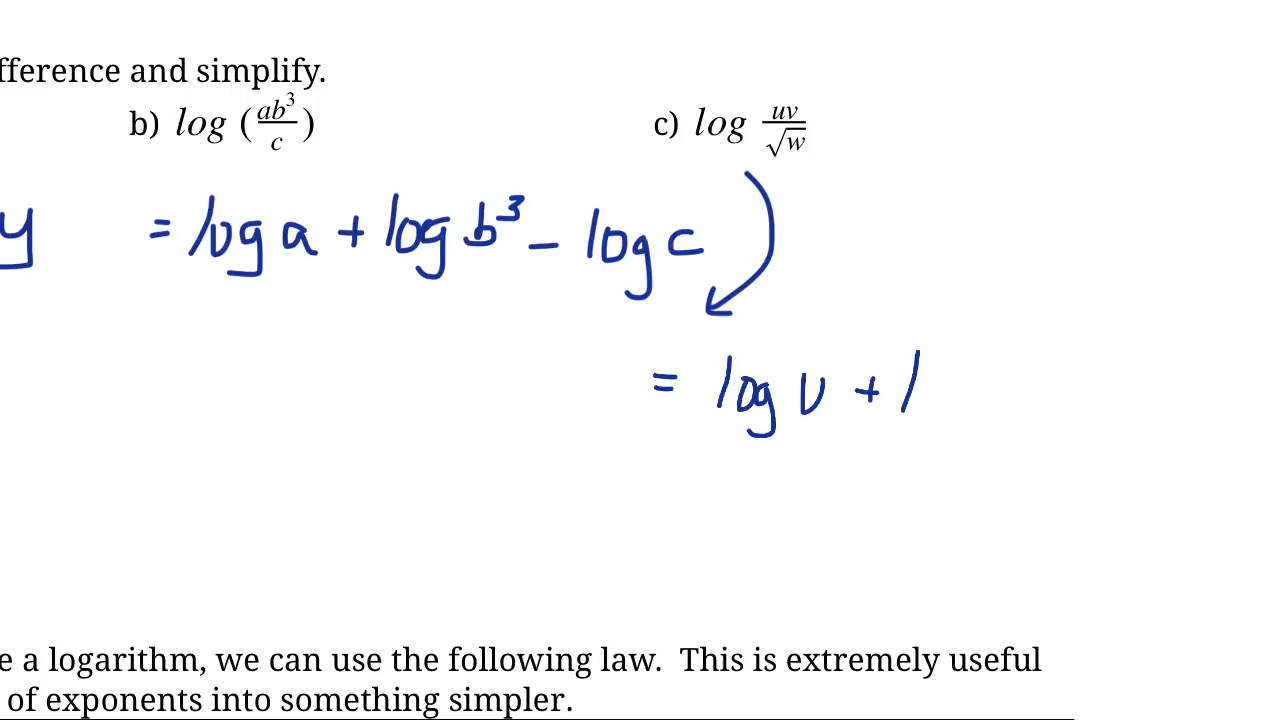 fference and simplify.
b) log (ab³/c) c) log uv/√w
y = log a + log b³ - log c
= log u + l
e a logarithm, we can use the following law. This is extremely useful
of exponents into something simpler.